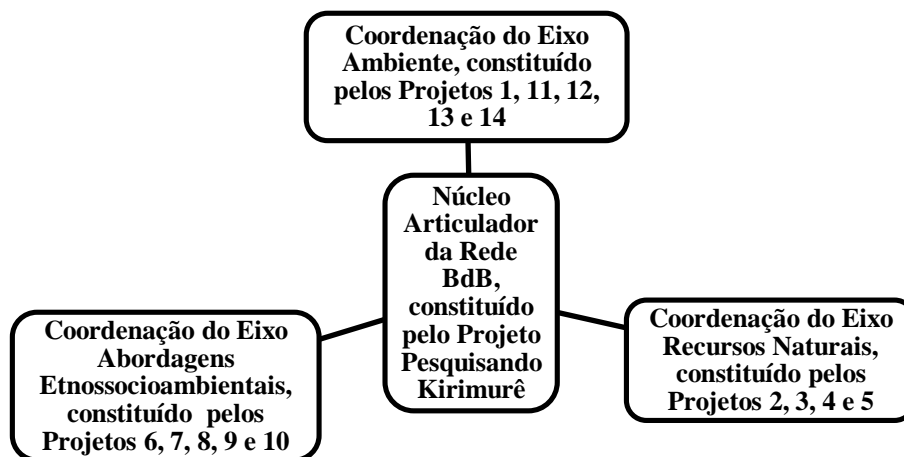 Coordenação do Eixo
Ambiente, constituído
pelos Projetos 1, 11, 12,
13 e 14
Núcleo
Articulador
da Rede
BdB,
constituído
pelo Projeto
Pesquisando
Kirimurê
Coordenação do Eixo
Abordagens
Etnossocioambientais,
constituído pelos
Projetos 6, 7, 8, 9 e 10
Coordenação do Eixo
Recursos Naturais,
constituído pelos
Projetos 2, 3, 4 e 5